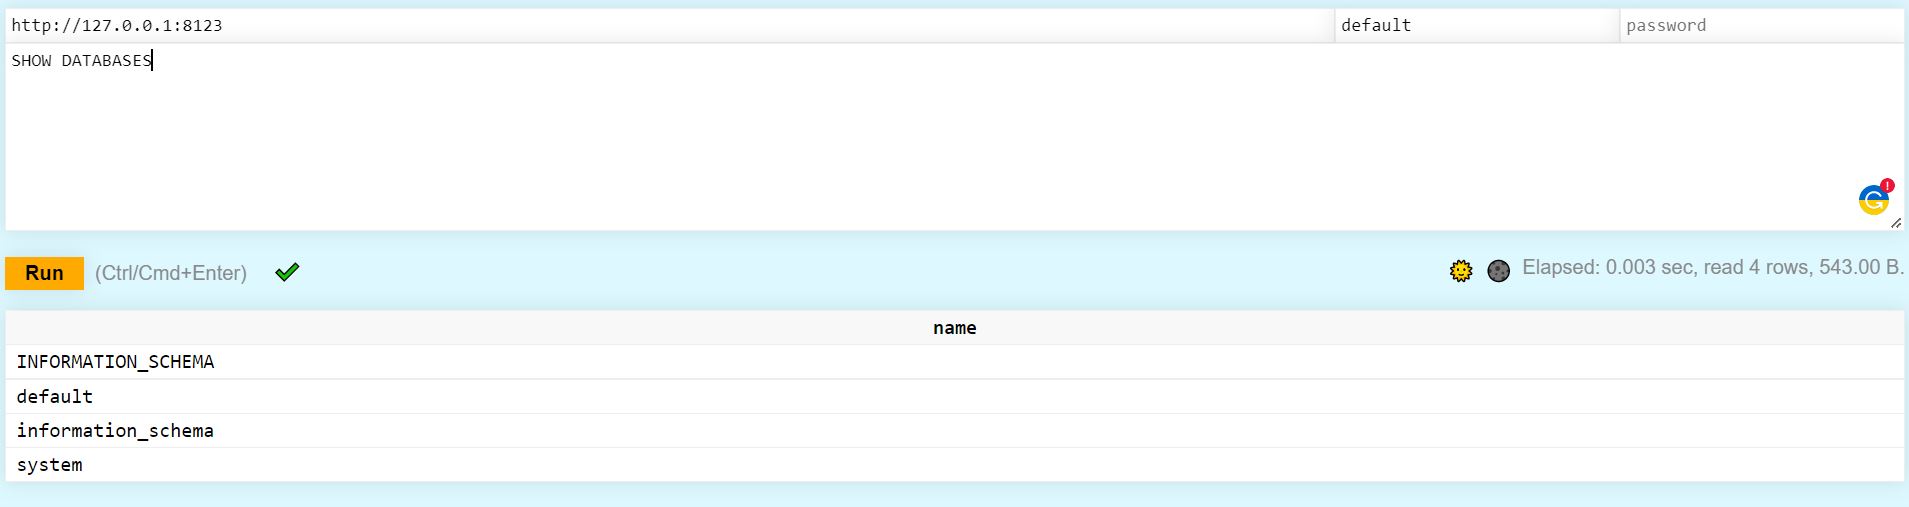 http://127.0.0.1:8123 default password
SHOW DATABASES
!
Run (Ctrl/Cmd+Enter) Elapsed: 0.003 sec, read 4 rows, 543.00 B.
name
INFORMATION_SCHEMA
default
information_schema
system